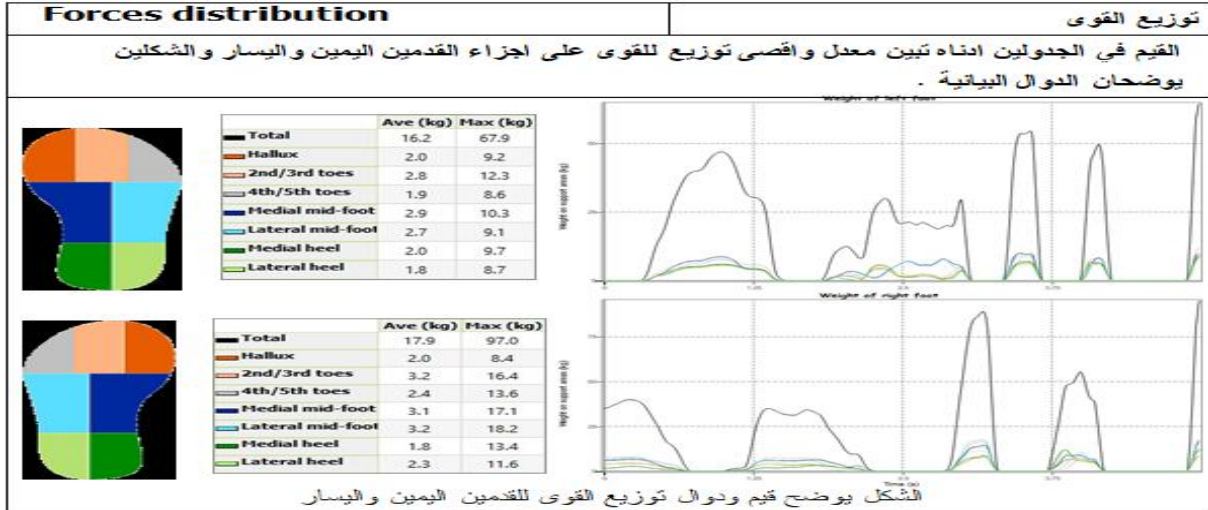 Forces distribution
توزيع القوى
القيم في الجدولين ادناه تبين معدل واقصى توزيع للقوى على اجزاء القدمين اليمين واليسار والشكلين
يوضحان الدوال البيانية .
Ave (kg) Max (kg)
Total 16.2 67.9
Hallux 2.0 9.2
2nd/3rd toes 2.8 12.3
4th/5th toes 1.9 8.6
Medial mid-foot 2.9 10.3
Lateral mid-foot 2.7 9.1
Medial heel 2.0 9.7
Lateral heel 1.8 8.7
Weight of left foot
Weight of right foot
Ave (kg) Max (kg)
Total 17.9 97.0
Hallux 2.0 8.4
2nd/3rd toes 3.2 16.4
4th/5th toes 2.4 13.6
Medial mid-foot 3.1 17.1
Lateral mid-foot 3.2 18.2
Medial heel 1.8 13.4
Lateral heel 2.3 11.6
Time (s)
الشكل يوضح قيم ودوال توزيع القوى للقدمين اليمين واليسار